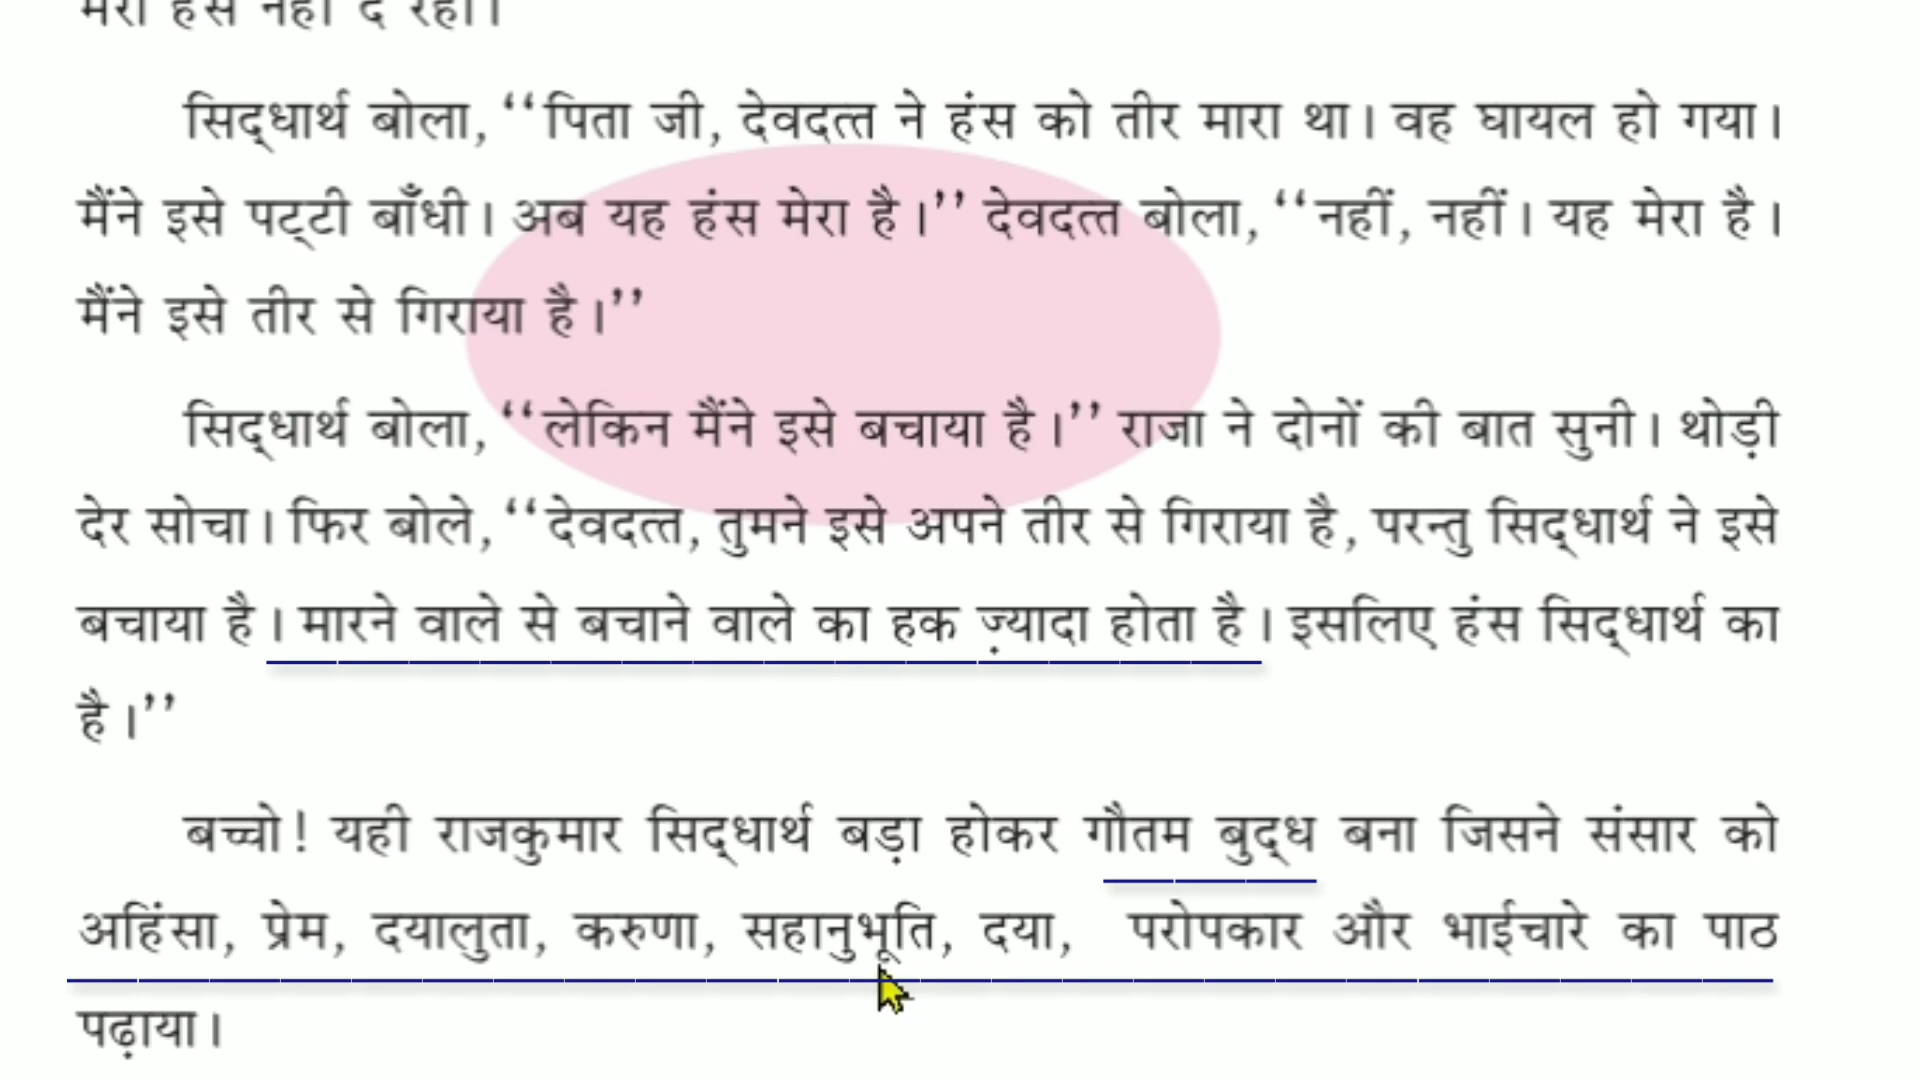 मेरा हंस नहीं दे रहा।
सिद्धार्थ बोला, ‘‘पिता जी, देवदत्त ने हंस को तीर मारा था। वह घायल हो गया।
मैंने इसे पट्टी बाँधी। अब यह हंस मेरा है।’’ देवदत्त बोला, ‘‘नहीं, नहीं। यह मेरा है।
मैंने इसे तीर से गिराया है।’’
सिद्धार्थ बोला, ‘‘लेकिन मैंने इसे बचाया है।’’ राजा ने दोनों की बात सुनी। थोड़ी
देर सोचा। फिर बोले, ‘‘देवदत्त, तुमने इसे अपने तीर से गिराया है, परन्तु सिद्धार्थ ने इसे
बचाया है। मारने वाले से बचाने वाले का हक ज़्यादा होता है। इसलिए हंस सिद्धार्थ का
है।’’
बच्चो! यही राजकुमार सिद्धार्थ बड़ा होकर गौतम बुद्ध बना जिसने संसार को
अहिंसा, प्रेम, दयालुता, करुणा, सहानुभूति, दया, परोपकार और भाईचारे का पाठ
पढ़ाया।